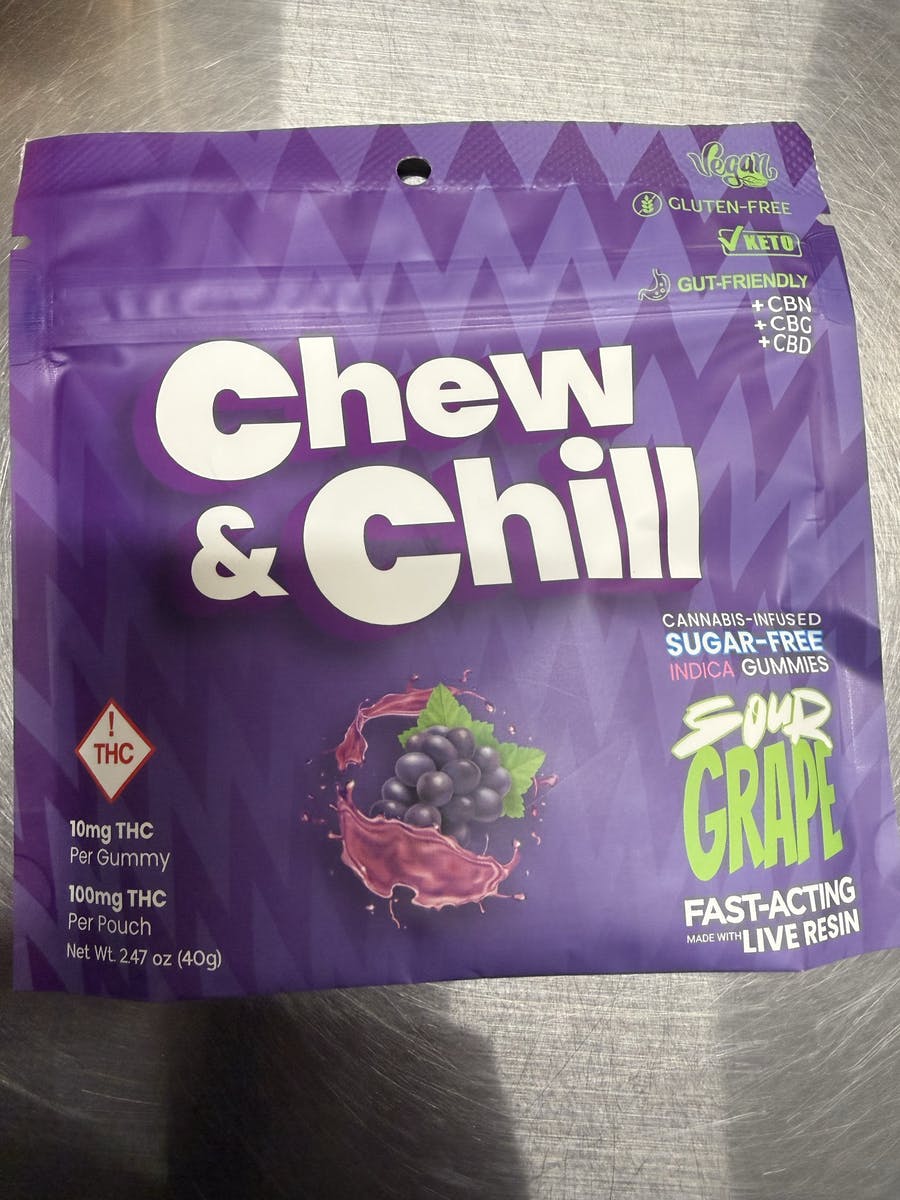 Vegan
GLUTEN-FREE
KETO
GUT-FRIENDLY
+CBN
+CBG
+CBD
Chew
& Chill
CANNABIS-INFUSED
SUGAR-FREE
INDICA GUMMIES
SOUR
GRAPE
FAST-ACTING
MADE WITH LIVE RESIN
!
THC
10mg THC
Per Gummy
100mg THC
Per Pouch
Net Wt. 2.47 oz (40g)